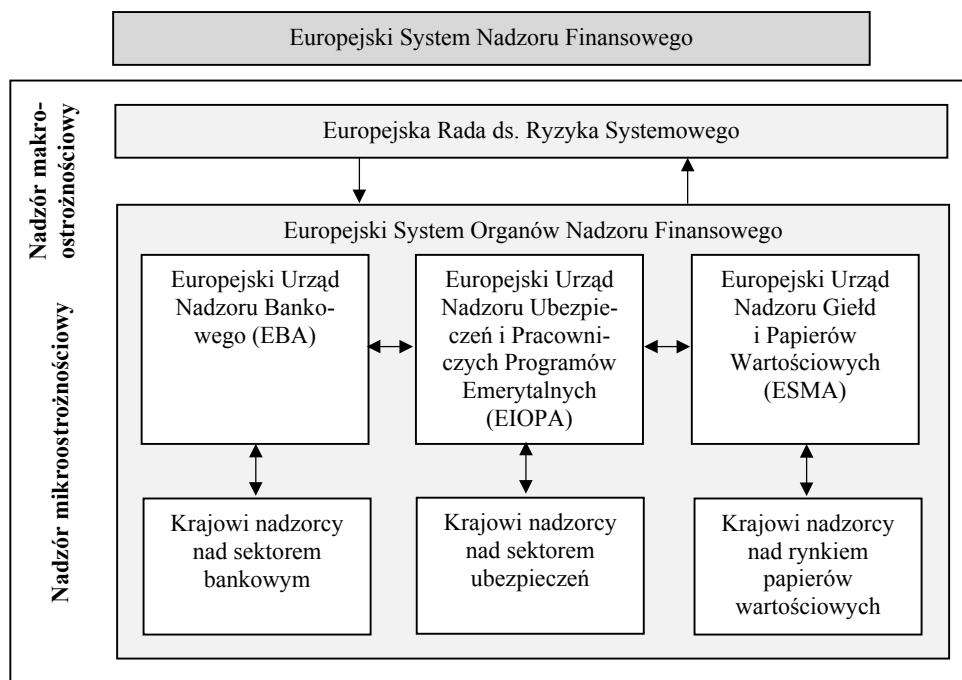 Europejski System Nadzoru Finansowego
Nadzór makro-
ostrożnościowy
Europejska Rada ds. Ryzyka Systemowego
Europejski System Organów Nadzoru Finansowego
Nadzór mikroostrożnościowy
Europejski Urząd
Nadzoru Banko-
wego (EBA)
Europejski Urząd
Nadzoru Ubezpie-
czeń i Pracowni-
czych Programów
Emerytalnych
(EIOPA)
Europejski Urząd
Nadzoru Giełd
i Papierów
Wartościowych
(ESMA)
Krajowi nadzorcy
nad sektorem
bankowym
Krajowi nadzorcy
nad sektorem
ubezpieczeń
Krajowi nadzorcy
nad rynkiem
papierów
wartościowych